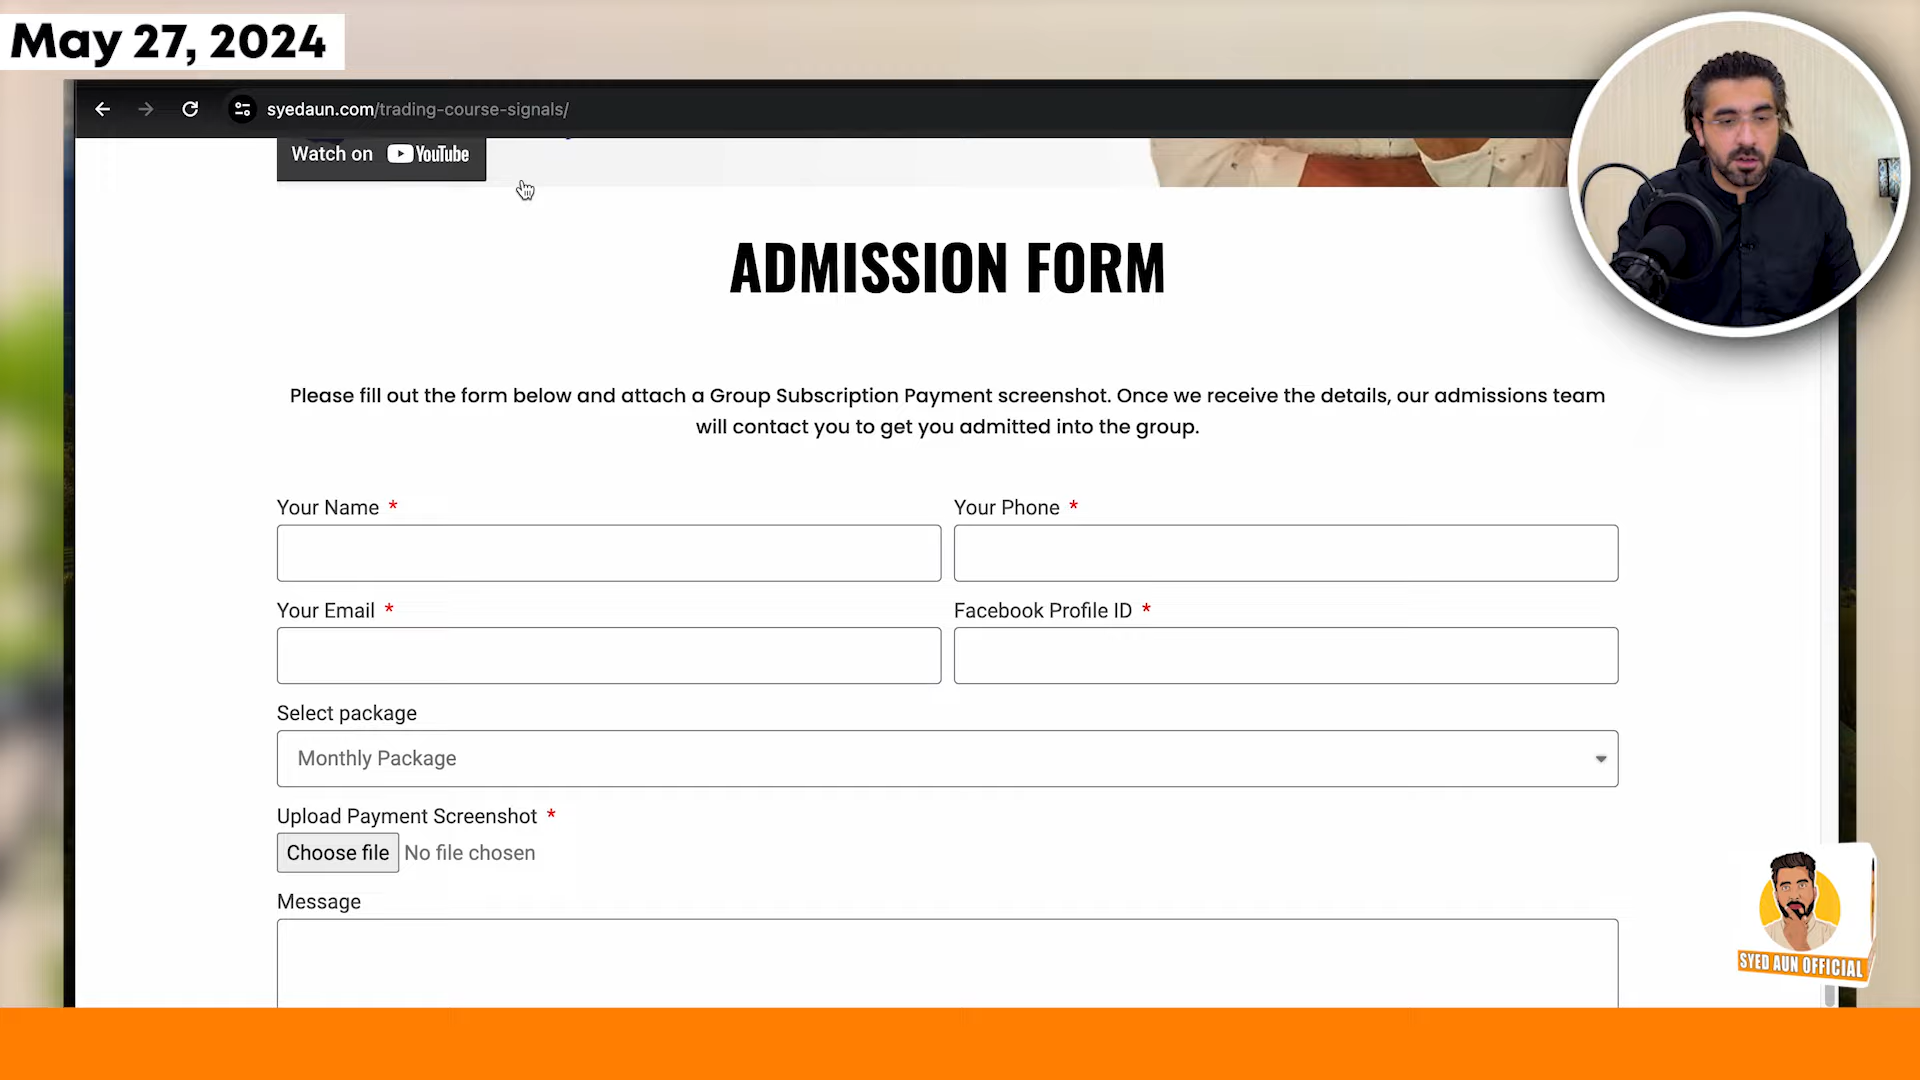 May 27, 2024
syedaun.com/trading-course-signals/
Watch on YouTube
ADMISSION FORM
Please fill out the form below and attach a Group Subscription Payment screenshot. Once we receive the details, our admissions team
will contact you to get you admitted into the group.
Your Name *
Your Phone *
Your Email *
Facebook Profile ID *
Select package
Monthly Package
Upload Payment Screenshot *
Choose file No file chosen
Message
SYED AUN OFFICIAL